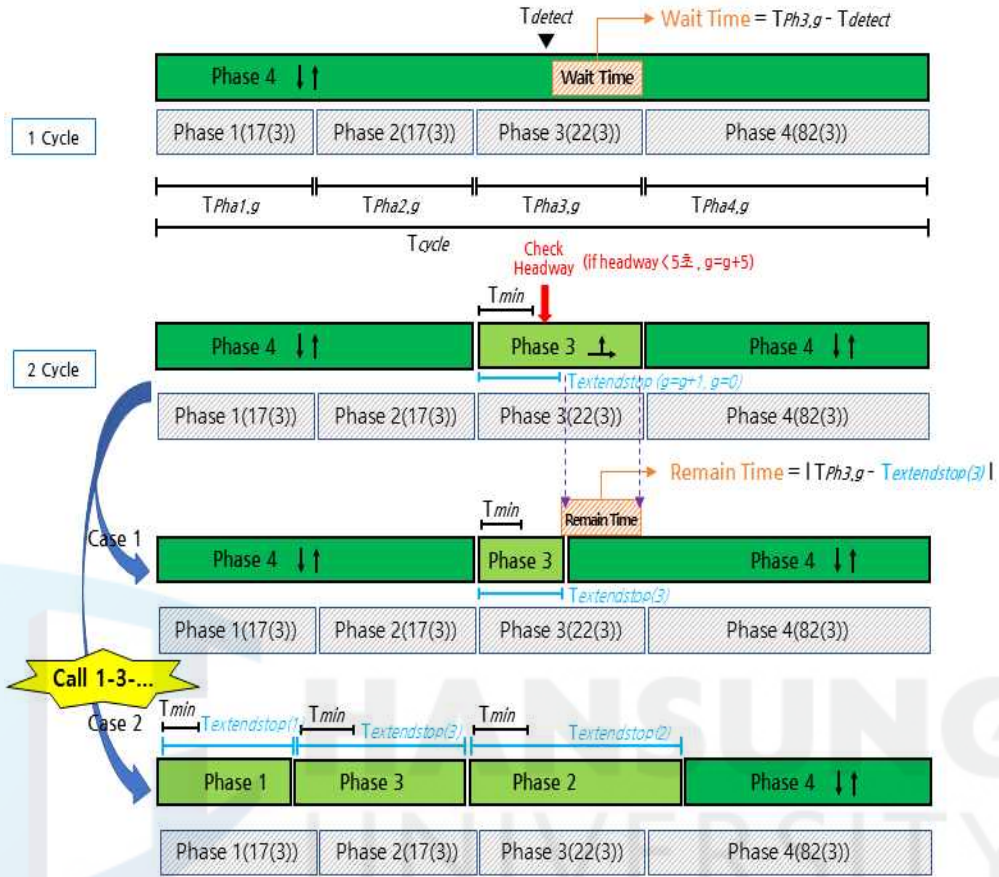 Tdetect
Wait Time = TPh3,g - Tdetect
Phase 4 ↓↑
Wait Time
1 Cycle
Phase 1(17(3)) Phase 2(17(3)) Phase 3(22(3)) Phase 4(82(3))
TPha1,g TPha2,g TPha3,g TPha4,g
Tcycle
Check
Headway (if headway < 5초, g=g+5)
Tmin
Phase 4 ↓↑ Phase 3 Phase 4 ↓↑
2 Cycle
Textendstop (g=g+1, g=0)
Phase 1(17(3)) Phase 2(17(3)) Phase 3(22(3)) Phase 4(82(3))
Remain Time = | TPh3,g - Textendstop(3) |
Tmin
Remain Time
Case 1
Phase 4 ↓↑ Phase 3 Phase 4 ↓↑
Textendstop(3)
Phase 1(17(3)) Phase 2(17(3)) Phase 3(22(3)) Phase 4(82(3))
Call 1-3-...
Case 2
Tmin Textendstop(1) Tmin Textendstop(3) Tmin Textendstop(2)
Phase 1 Phase 3 Phase 2 Phase 4 ↓↑
Phase 1(17(3)) Phase 2(17(3)) Phase 3(22(3)) Phase 4(82(3))
HANSUNG
UNIVERSITY